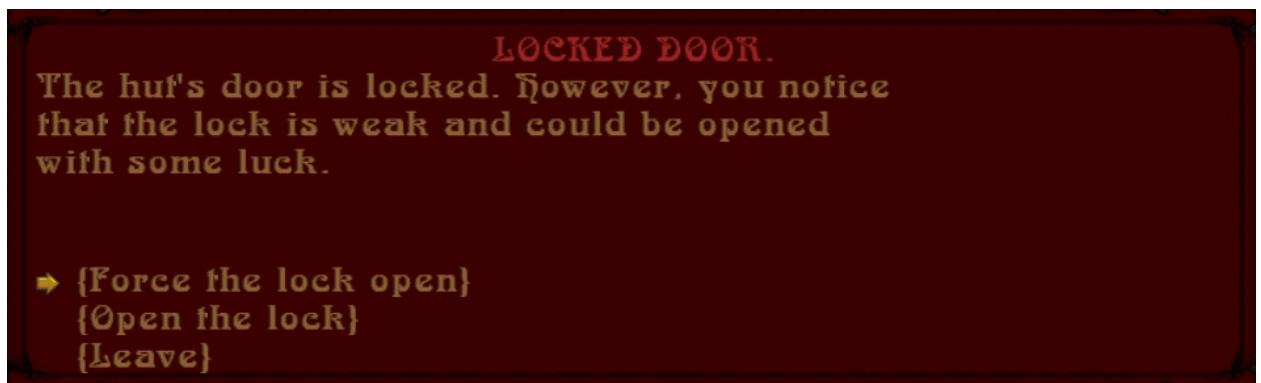 LOCKED DOOR.
The hut's door is locked. However, you notice
that the lock is weak and could be opened
with some luck.
{Force the lock open}
{Open the lock}
{Leave}